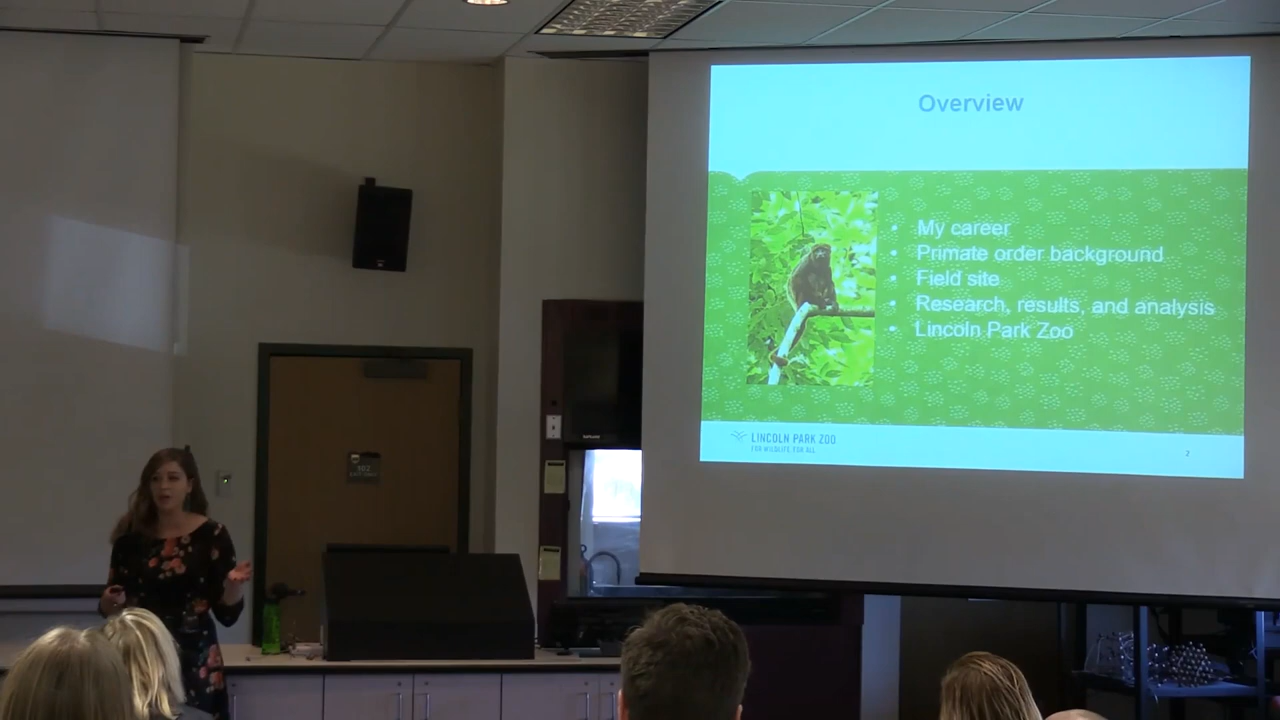 Overview
• My career
• Primate order background
• Field site
• Research, results, and analysis
• Lincoln Park Zoo
LINCOLN PARK ZOO
FOR WILDLIFE. FOR ALL.
2
102